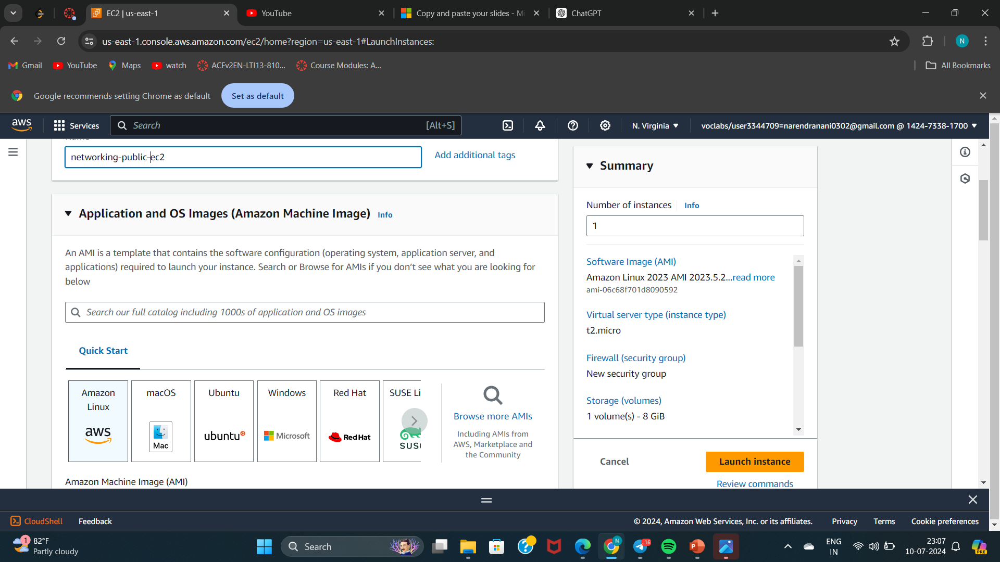 EC2 | us-east-1
YouTube
Copy and paste your slides - Mi
ChatGPT
us-east-1.console.aws.amazon.com/ec2/home?region=us-east-1#LaunchInstances:
N
Gmail
YouTube
Maps
watch
ACFv2EN-LTI13-810...
Course Modules: A...
All Bookmarks
Google recommends setting Chrome as default
Set as default
aws
Services
Search
[Alt+S]
N. Virginia
voclabs/user3344709=narendranani0302@gmail.com @ 1424-7338-1700
networking-public-ec2
Add additional tags
Application and OS Images (Amazon Machine Image) Info
An AMI is a template that contains the software configuration (operating system, application server, and
applications) required to launch your instance. Search or Browse for AMIs if you don’t see what you are looking for
below
Search our full catalog including 1000s of application and OS images
Quick Start
Amazon
Linux
aws
macOS
Mac
Ubuntu
ubuntu
Windows
Microsoft
Red Hat
Red Hat
SUSE Li
SUS
Browse more AMIs
Including AMIs from
AWS, Marketplace and
the Community
Amazon Machine Image (AMI)
Summary
Number of instances Info
1
Software Image (AMI)
Amazon Linux 2023 AMI 2023.5.2...read more
ami-06c68f701d8090592
Virtual server type (instance type)
t2.micro
Firewall (security group)
New security group
Storage (volumes)
1 volume(s) - 8 GiB
Cancel
Launch instance
Review commands
CloudShell
Feedback
© 2024, Amazon Web Services, Inc. or its affiliates.
Privacy
Terms
Cookie preferences
1
82°F
Partly cloudy
Search
N
..16
P
ENG
IN
23:07
10-07-2024
PRE